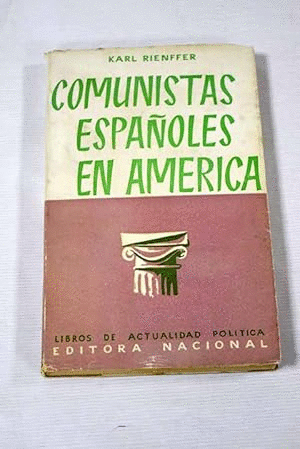 KARL RIENFFER
COMUNISTAS
ESPAÑOLES
EN AMERICA
LIBROS DE ACTUALIDAD POLITICA
EDITORA NACIONAL